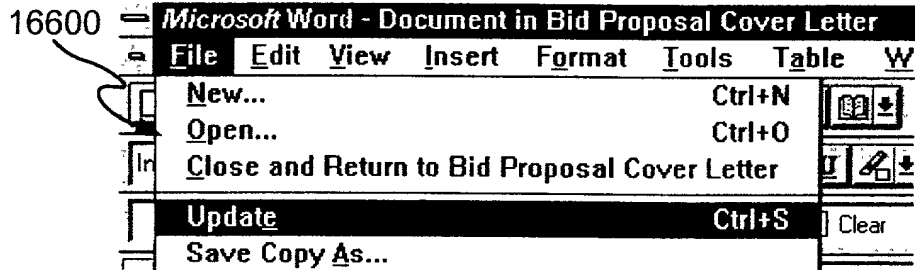 16600
Microsoft Word - Document in Bid Proposal Cover Letter
File Edit View Insert Format Tools Table W
New... Ctrl+N
Open... Ctrl+O
In
Close and Return to Bid Proposal Cover Letter
U
Update Ctrl+S
Clear
Save Copy As...